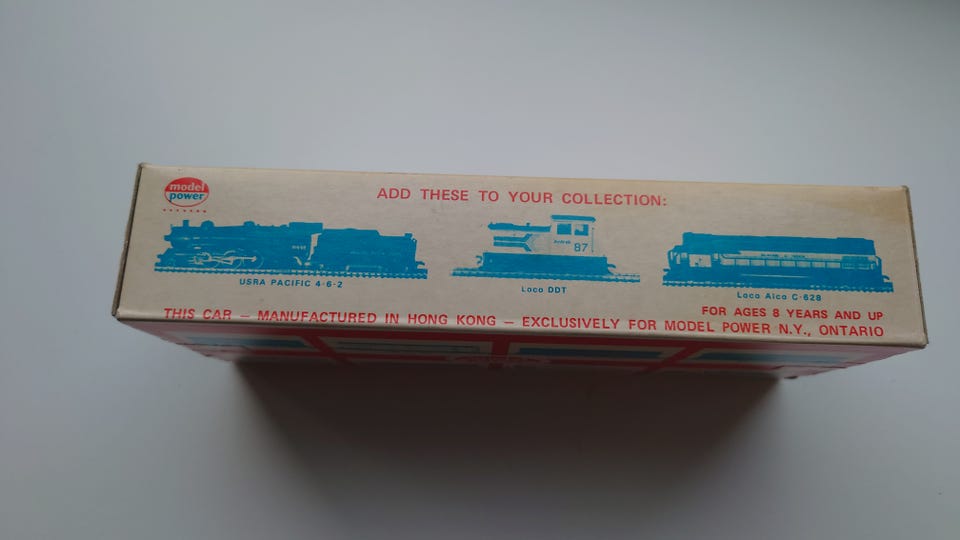 model
power
ADD THESE TO YOUR COLLECTION:
87
USRA PACIFIC 4-6-2
Loco DDT
Loco Alco C-628
FOR AGES 8 YEARS AND UP
THIS CAR — MANUFACTURED IN HONG KONG — EXCLUSIVELY FOR MODEL POWER N.Y., ONTARIO